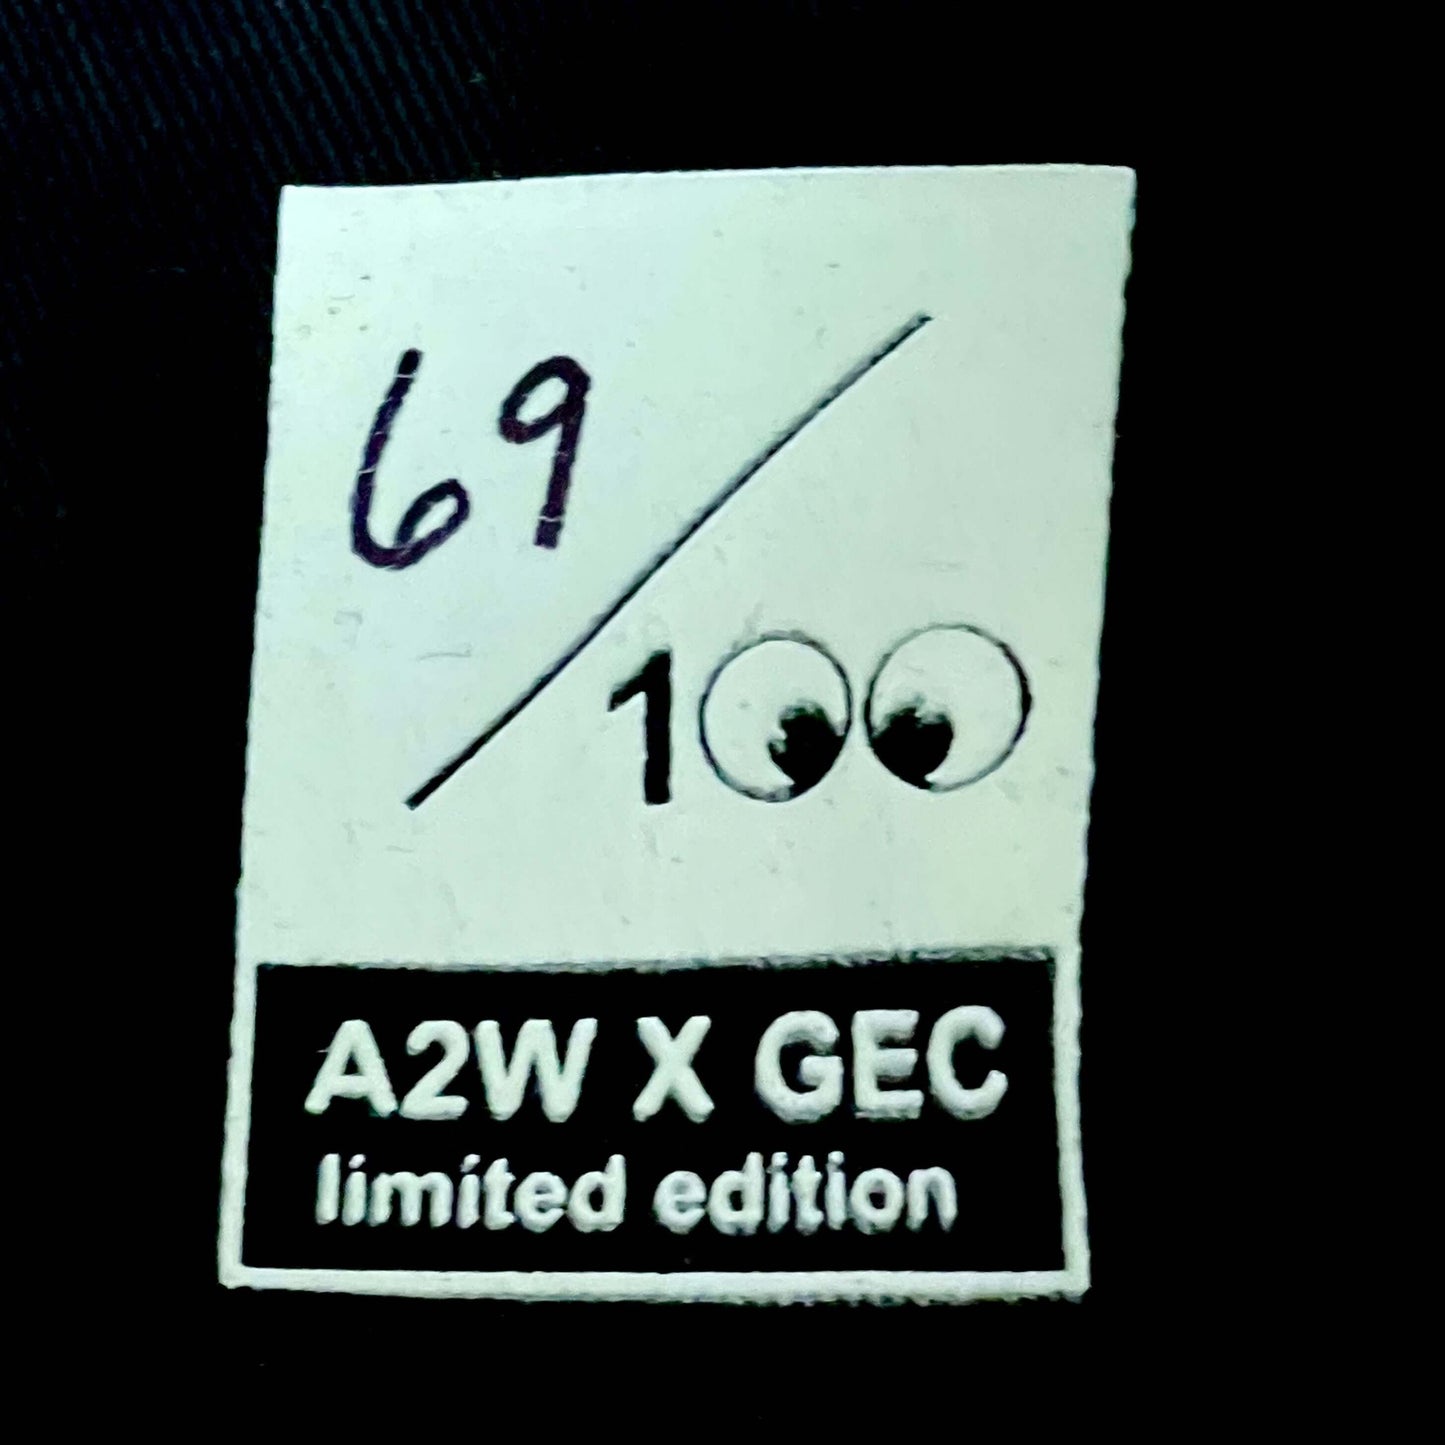 69/100
A2W X GEC
limited edition